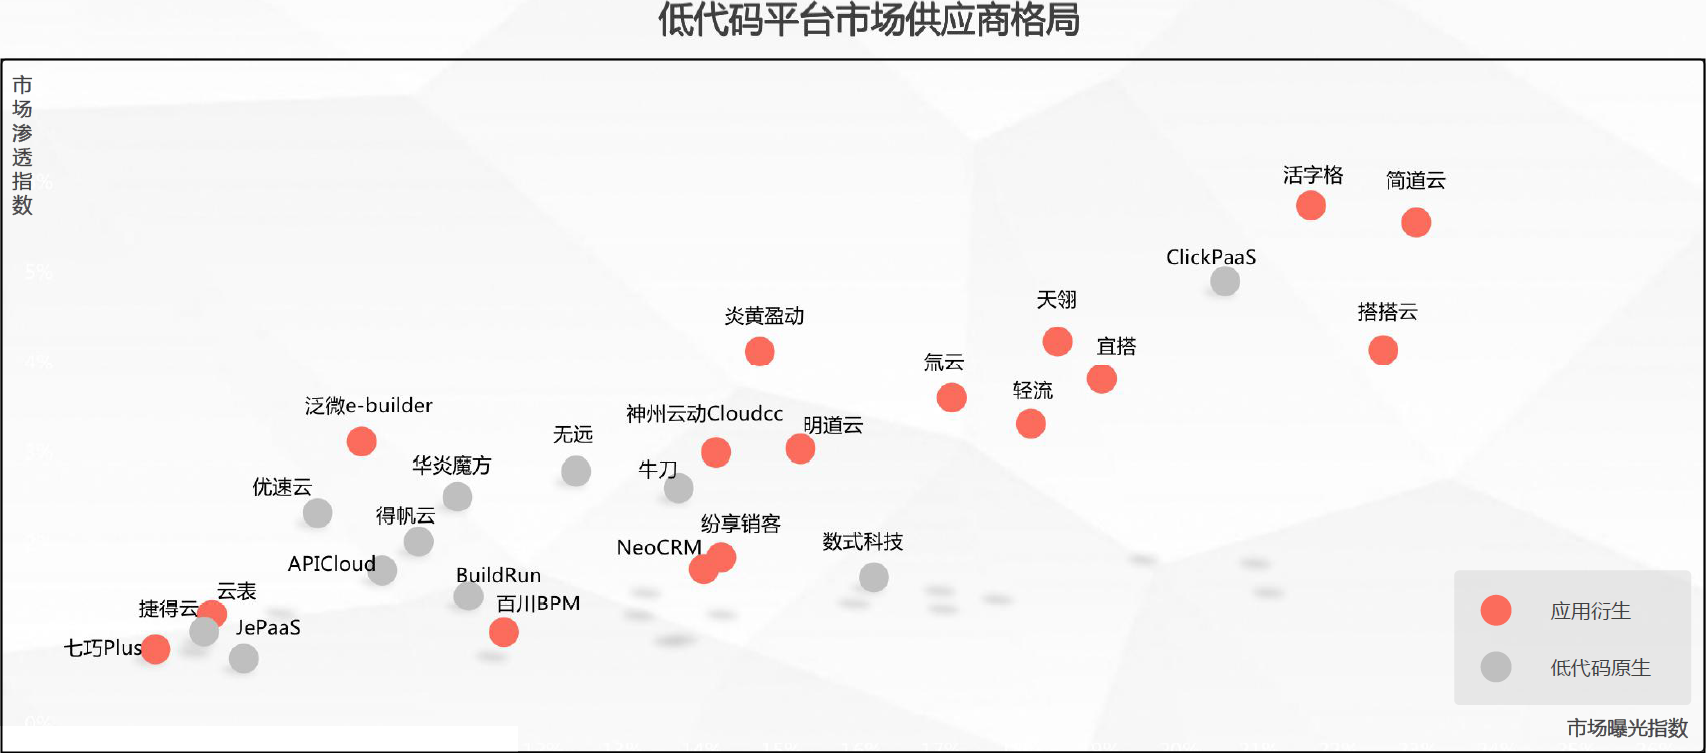 低代码平台市场供应商格局
市场渗透指数
活字格
简道云
ClickPaaS
天翎
搭搭云
炎黄盈动
宜搭
氚云
轻流
泛微e-builder
神州云动Cloudcc
明道云
无远
华炎魔方
牛刀
优速云
得帆云
纷享销客
NeoCRM
数式科技
APICloud
BuildRun
云表
百川BPM
捷得云
JePaaS
七巧Plus
应用衍生
低代码原生
市场曝光指数
5%
4%
0%